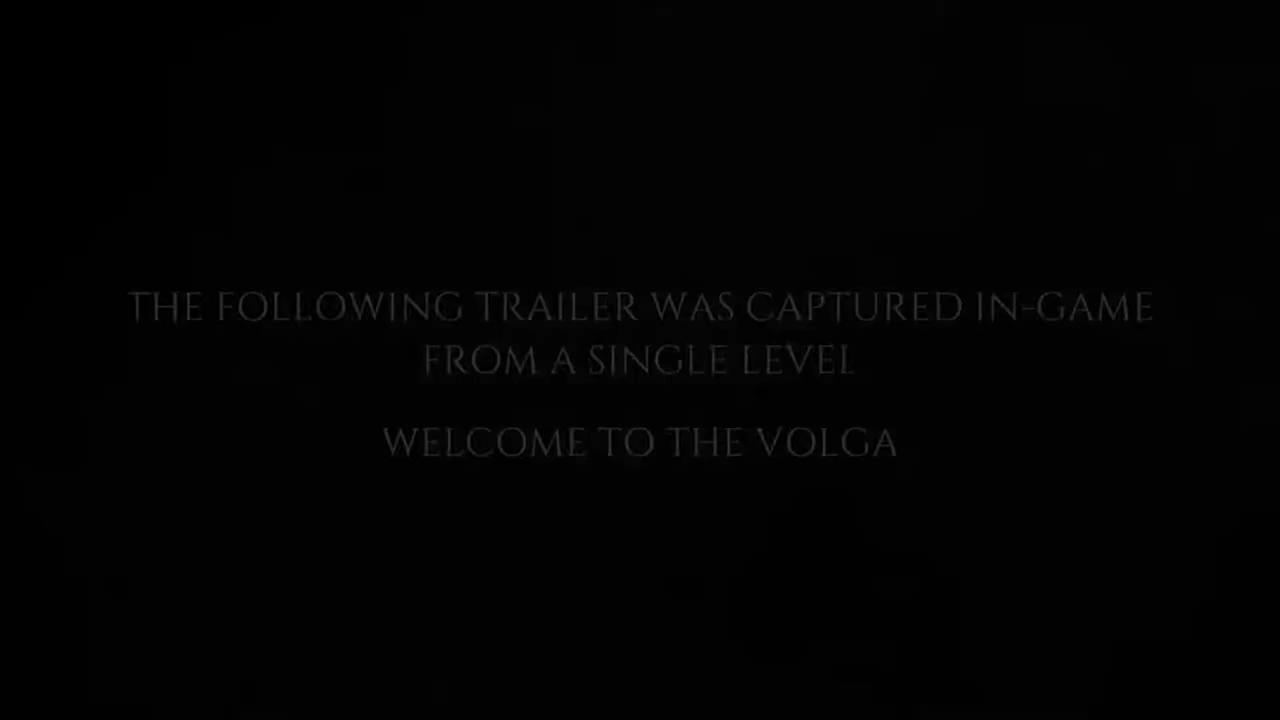 THE FOLLOWING TRAILER WAS CAPTURED IN-GAME
FROM A SINGLE LEVEL
WELCOME TO THE VOLGA